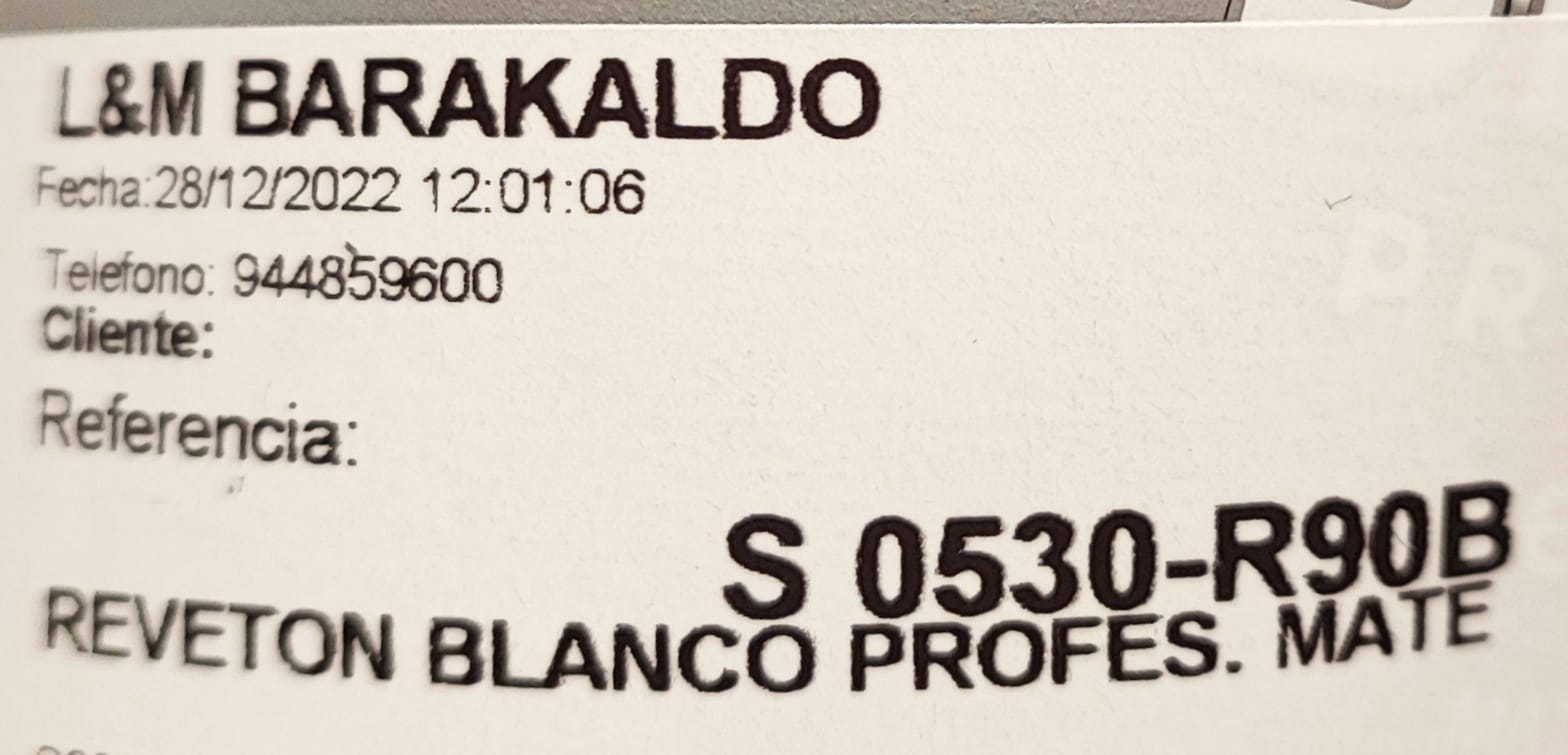 L&M BARAKALDO
Fecha:28/12/2022 12:01:06
Telefono: 944859600
Cliente:
Referencia:
S 0530-R90B
REVETON BLANCO PROFES. MATE
P R